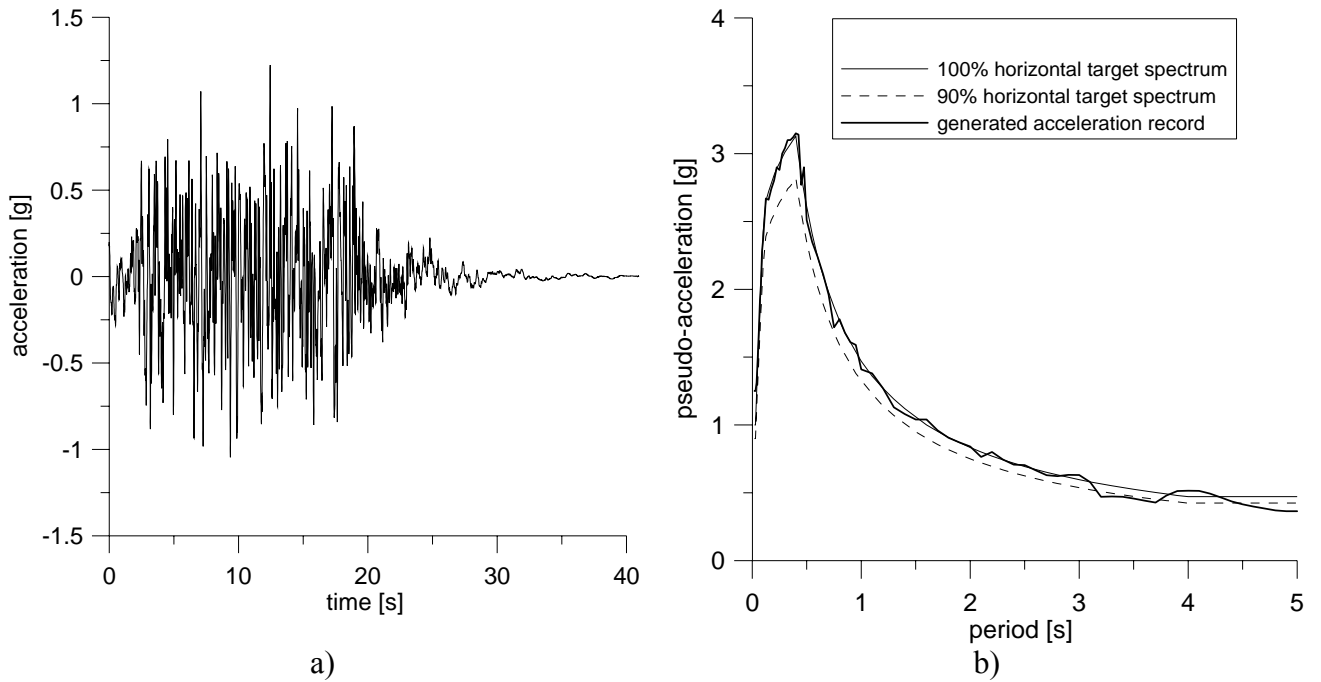 1.5
1
0.5
0
-0.5
-1
-1.5
acceleration [g]
0 10 20 30 40
time [s]
a)
4
3
2
1
0
pseudo-acceleration [g]
100% horizontal target spectrum
90% horizontal target spectrum
generated acceleration record
0 1 2 3 4 5
period [s]
b)